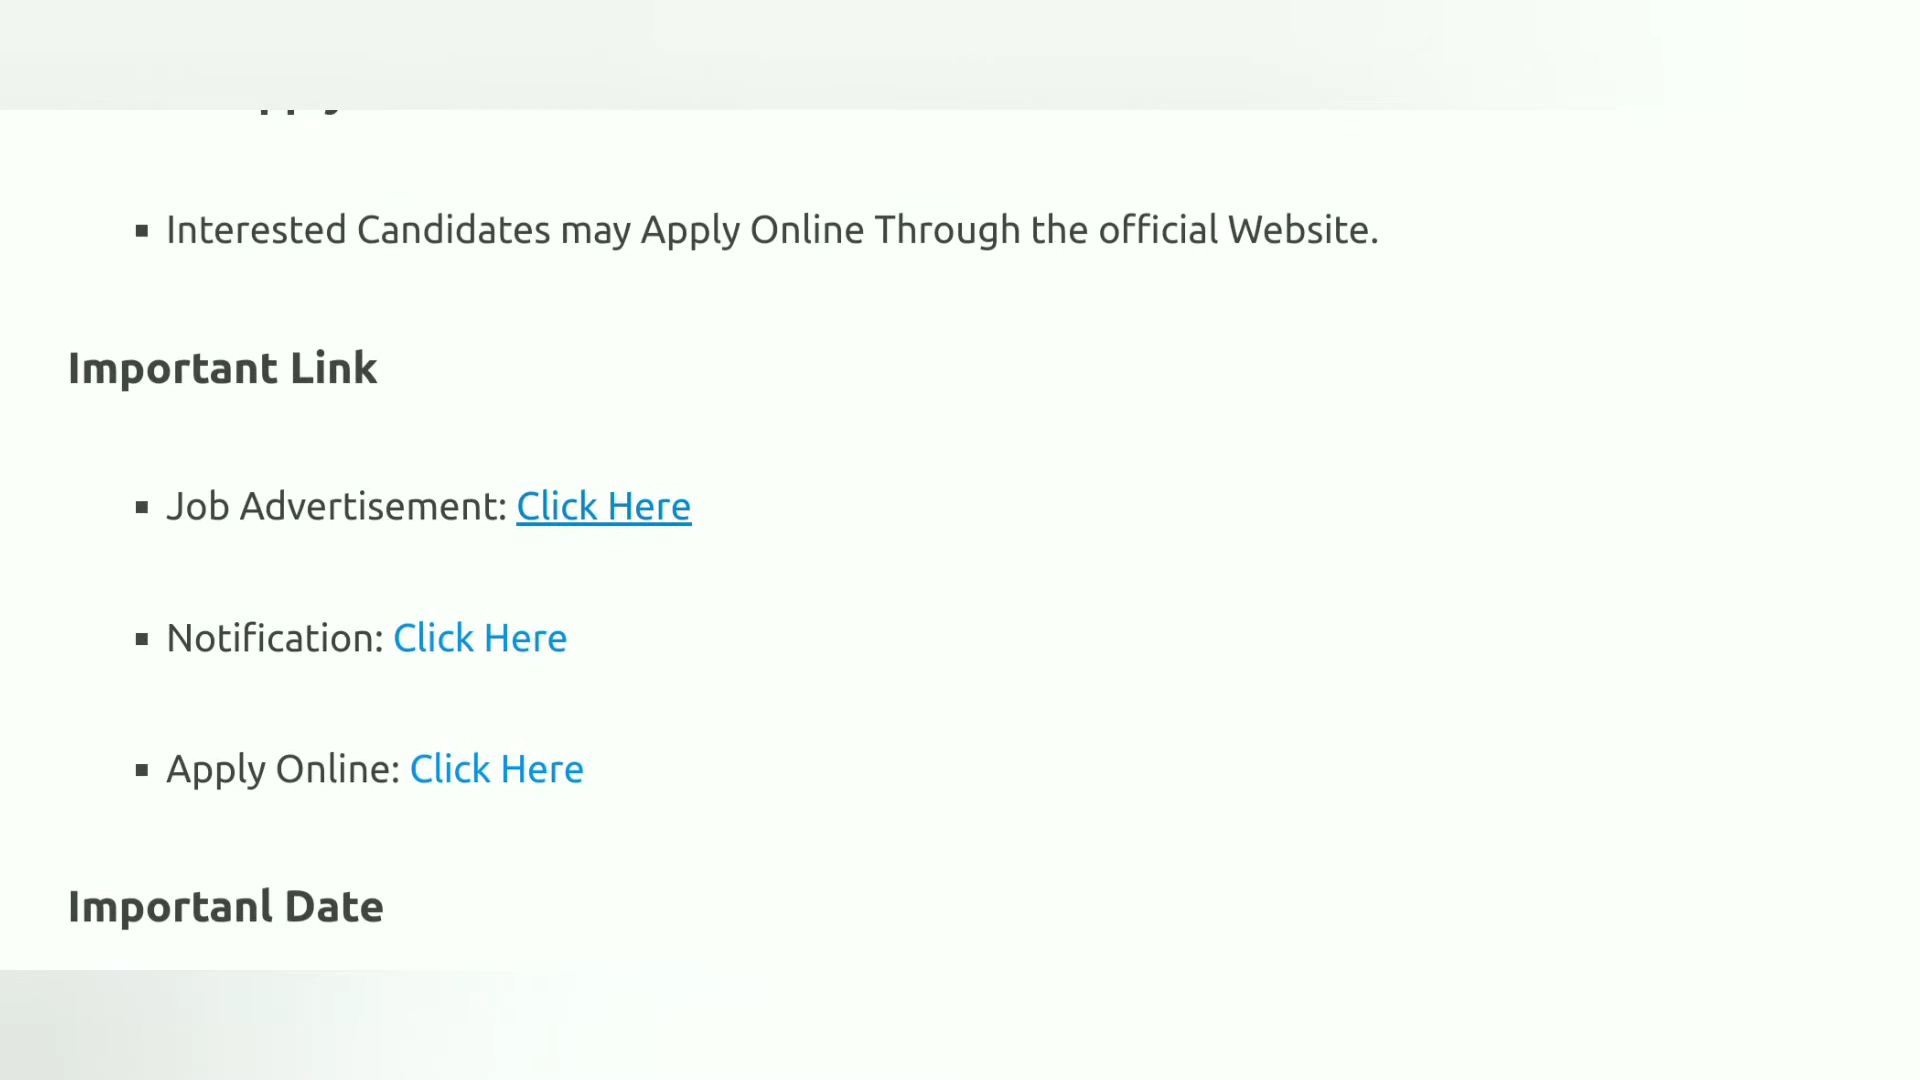 Interested Candidates may Apply Online Through the official Website.
Important Link
Job Advertisement: Click Here
Notification: Click Here
Apply Online: Click Here
Importanl Date